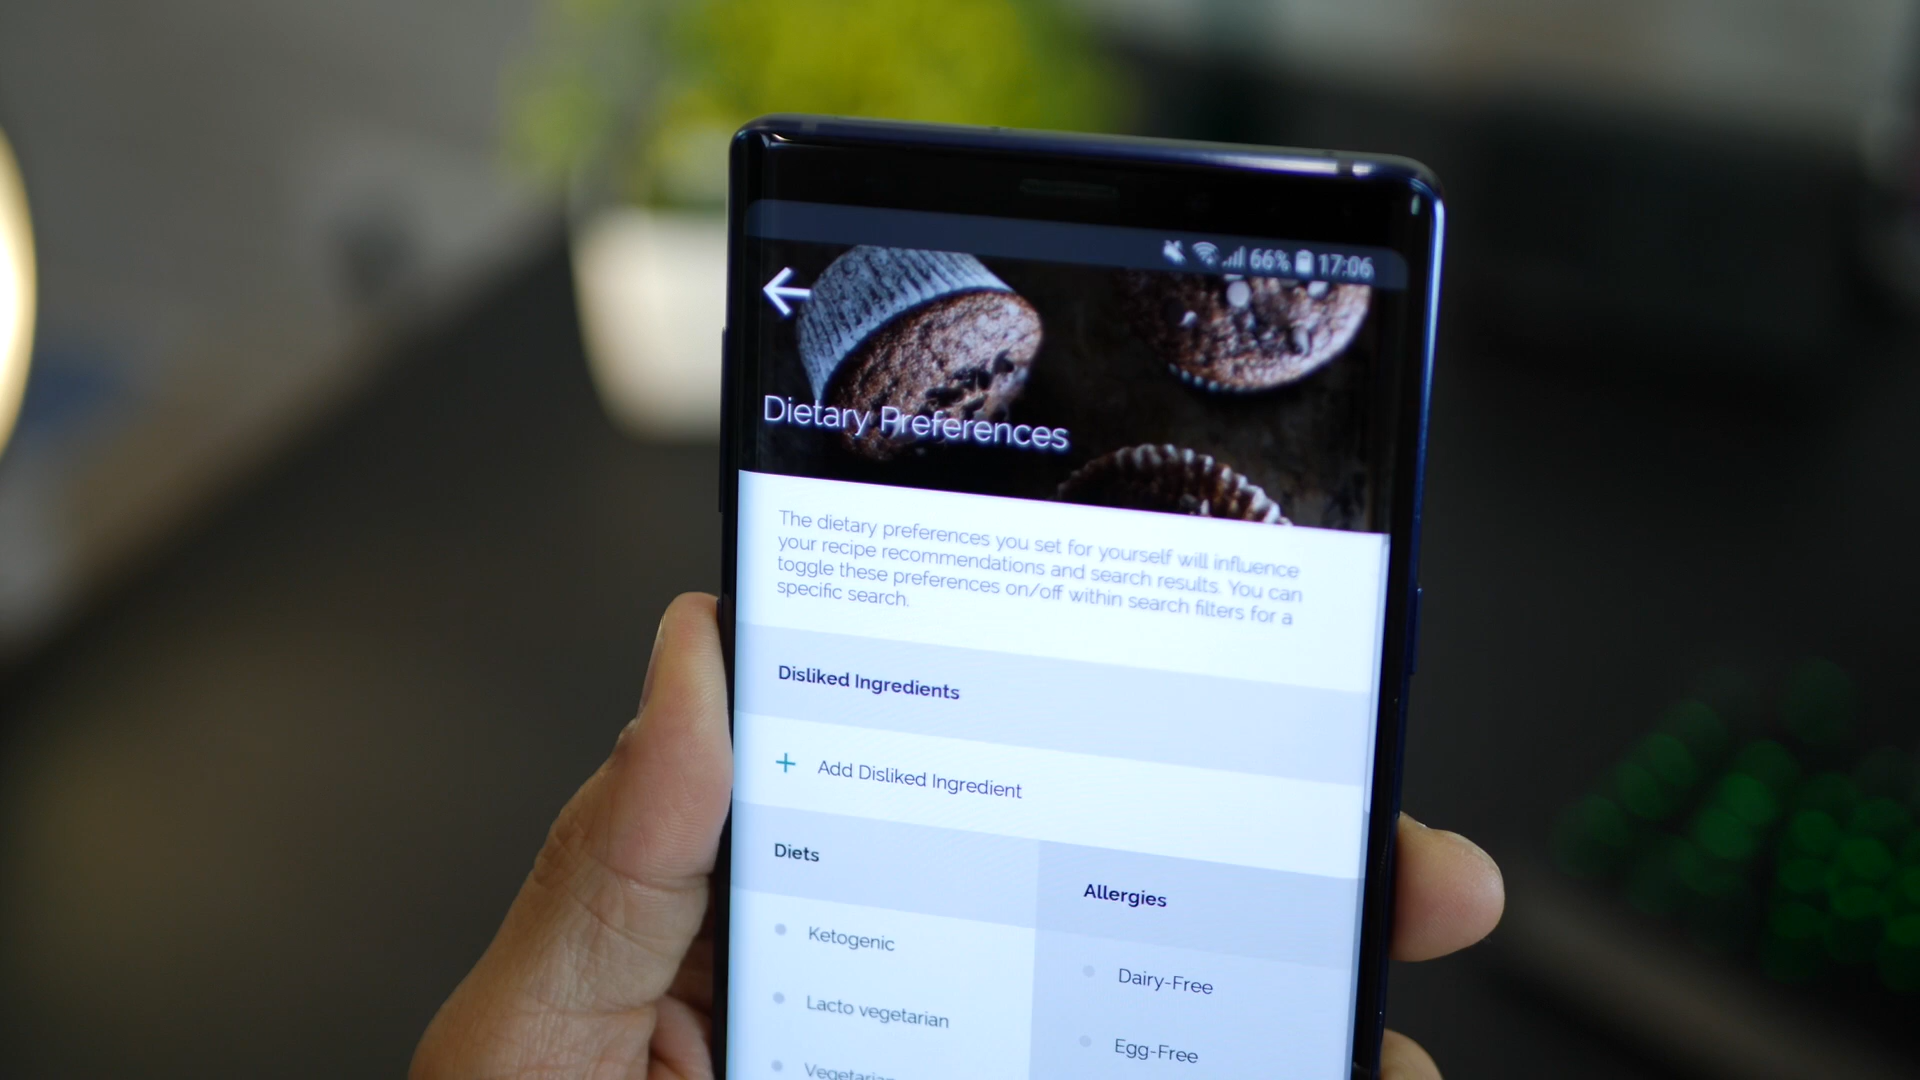 66% 17:06
Dietary Preferences
The dietary preferences you set for yourself will influence
your recipe recommendations and search results. You can
toggle these preferences on/off within search filters for a
specific search.
Disliked Ingredients
+ Add Disliked Ingredient
Diets
Allergies
Ketogenic
Dairy-Free
Lacto vegetarian
Egg-Free
Vegetarian